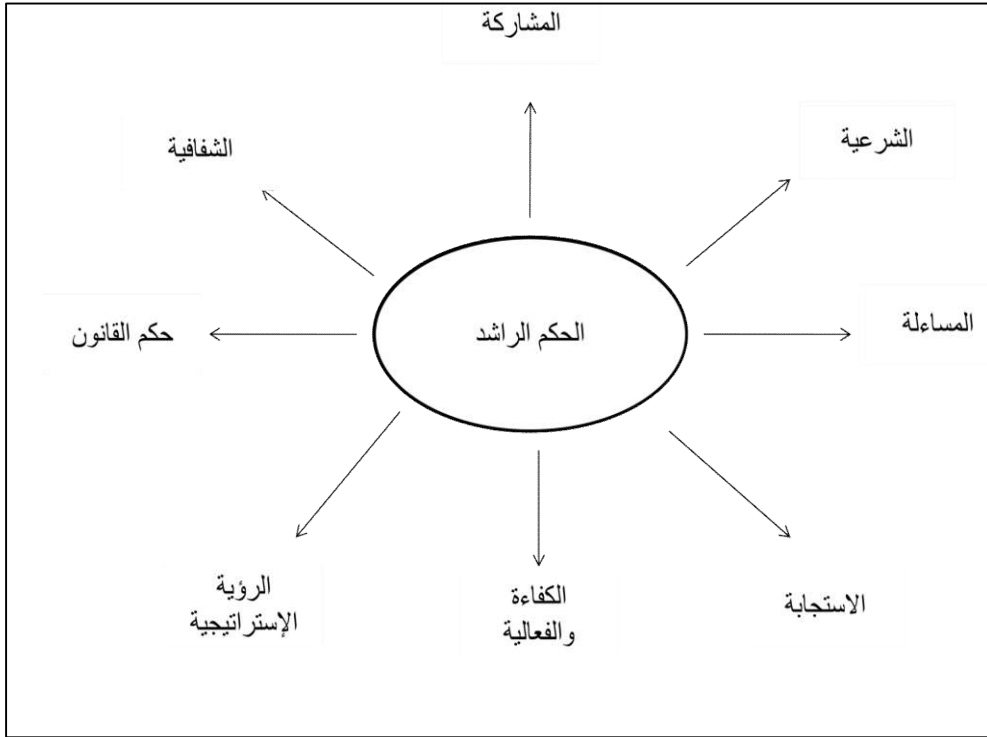 المشاركة
الشرعية
الشفافية
المساءلة
الحكم الراشد
حكم القانون
الاستجابة
الكفاءة
والفعالية
الرؤية
الإستراتيجية